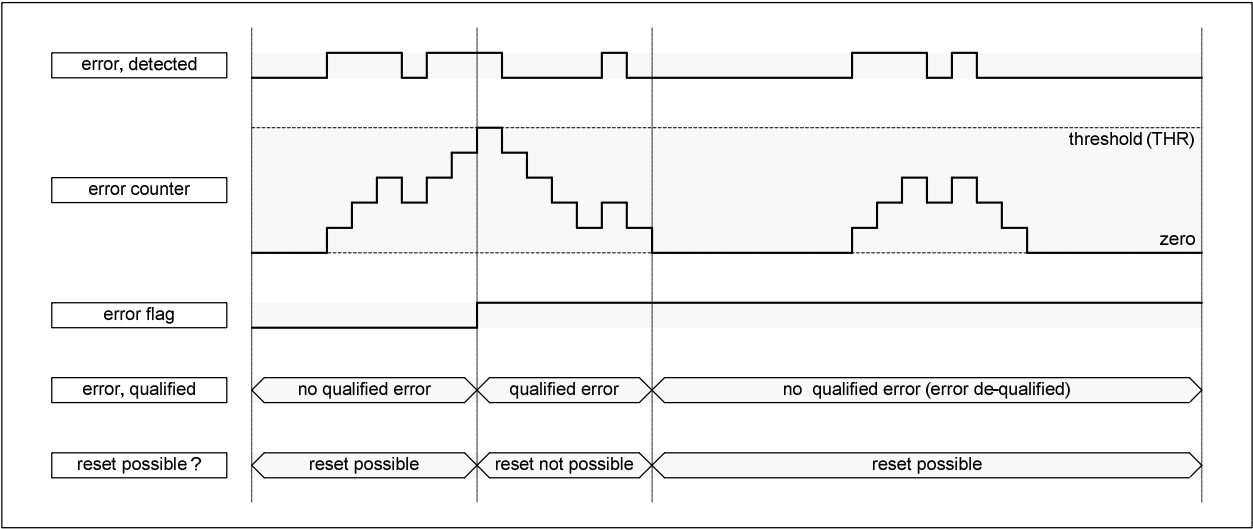 error, detected
threshold (THR)
error counter
zero
error flag
error, qualified
no qualified error
qualified error
no qualified error (error de-qualified)
reset possible ?
reset possible
reset not possible
reset possible